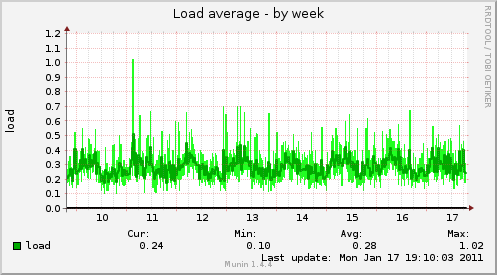 Load average - by week
RRDTOOL / TOBI OETIKER
load
1.2
1.1
1.0
0.9
0.8
0.7
0.6
0.5
0.4
0.3
0.2
0.1
0.0
10 11 12 13 14 15 16 17
Cur: Min: Avg: Max:
load 0.24 0.10 0.28 1.02
Last update: Mon Jan 17 19:10:03 2011
Munin 1.4.4